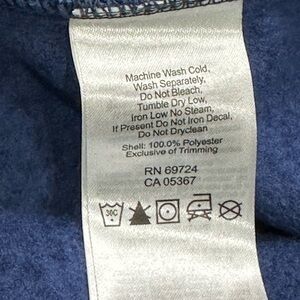 Machine Wash Cold,
Wash Separately,
Do Not Bleach,
Tumble Dry Low,
Iron Low No Steam,
If Present Do Not Iron Decal,
Do Not Dryclean
Shell: 100.0% Polyester
Exclusive of Trimming
RN 69724
CA 05367
30C